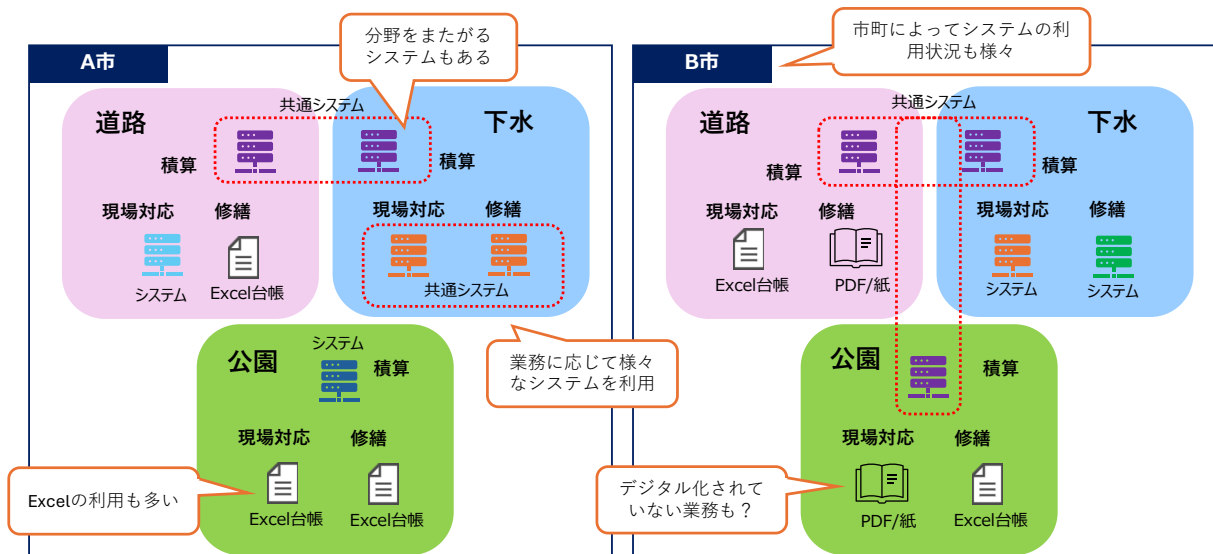 分野をまたがる
システムもある
市町によってシステムの利
用状況も様々
A市
道路
共通システム
下水
積算
積算
現場対応
修繕
システム
Excel台帳
現場対応
修繕
共通システム
業務に応じて様々
なシステムを利用
公園
システム
積算
現場対応
修繕
Excel台帳
Excel台帳
Excelの利用も多い
B市
道路
共通システム
下水
積算
積算
現場対応
修繕
Excel台帳
PDF/紙
現場対応
修繕
システム
システム
公園
積算
現場対応
修繕
PDF/紙
Excel台帳
デジタル化されて
いない業務も？